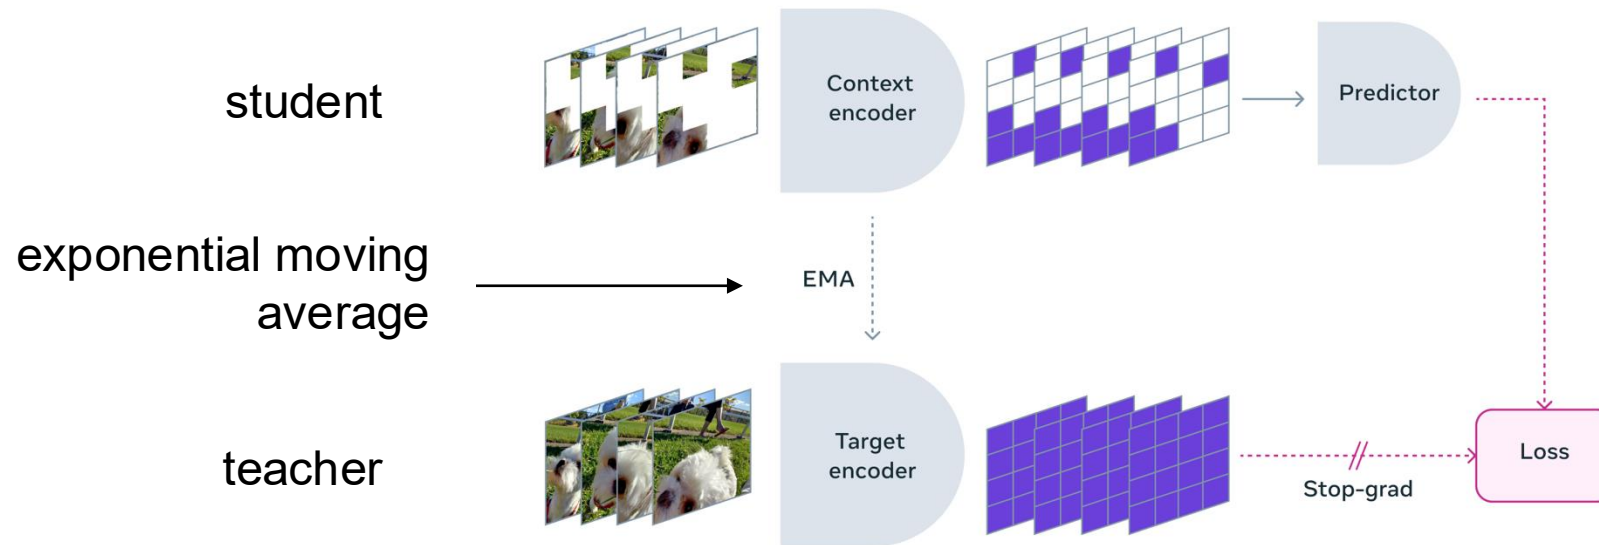 student
Context
encoder
Predictor
exponential moving
average
EMA
teacher
Target
encoder
Stop-grad
Loss